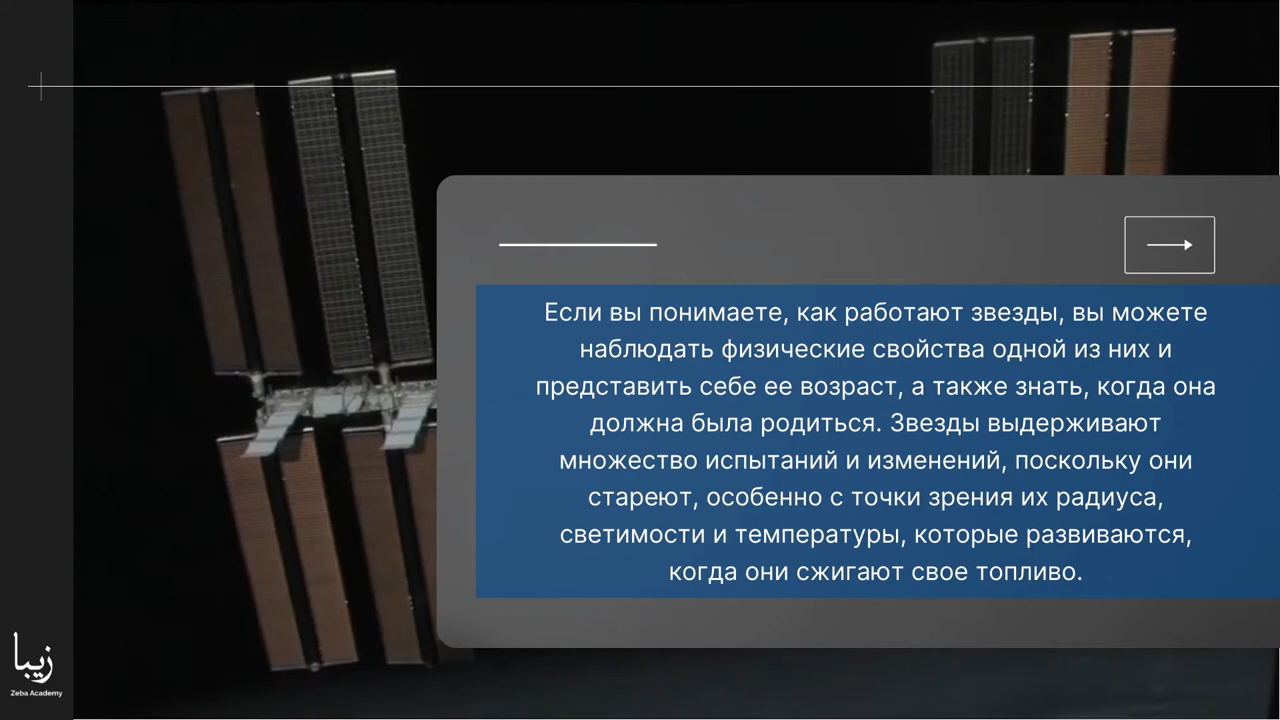 Если вы понимаете, как работают звезды, вы можете
наблюдать физические свойства одной из них и
представить себе ее возраст, а также знать, когда она
должна была родиться. Звезды выдерживают
множество испытаний и изменений, поскольку они
стареют, особенно с точки зрения их радиуса,
светимости и температуры, которые развиваются,
когда они сжигают свое топливо.
زيبا
Zeba Academy